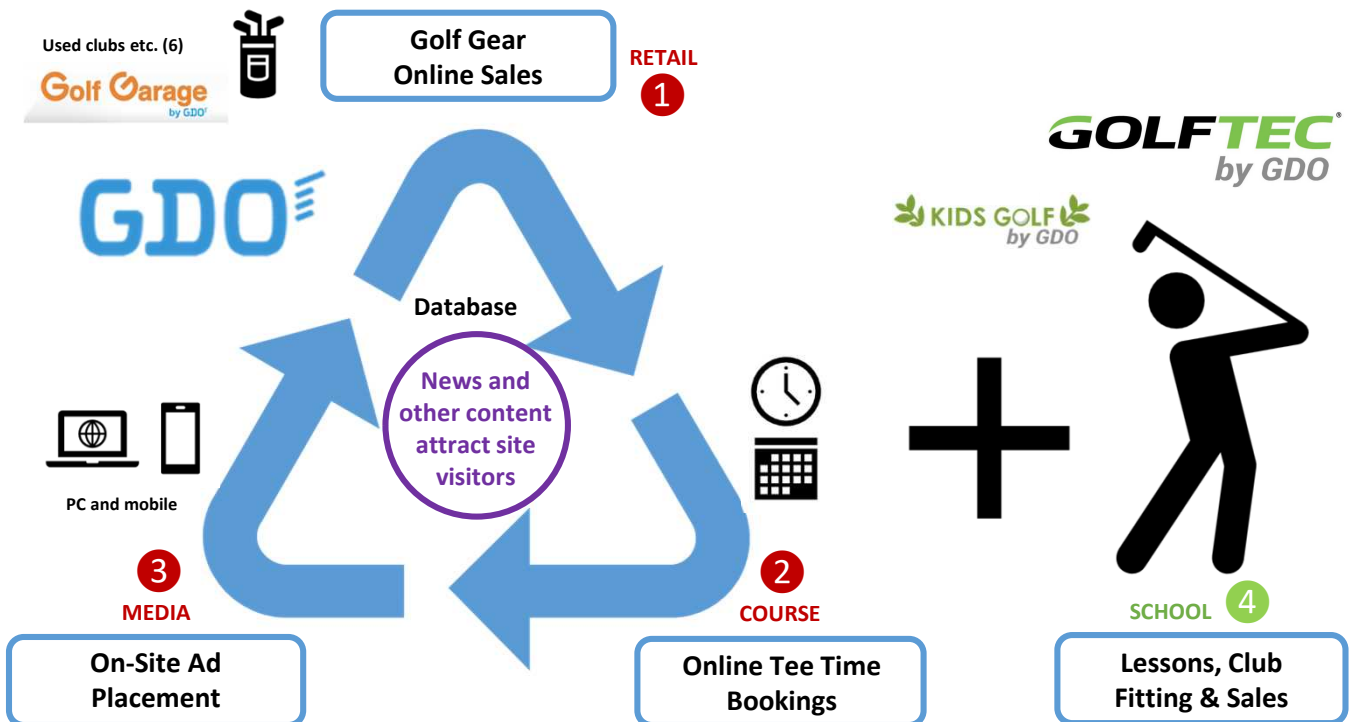 Used clubs etc. (6)
Golf Garage
by GDO
Golf Gear
Online Sales
RETAIL
1
GDO
GOLFTEC®
by GDO
KIDS GOLF
by GDO
Database
News and
other content
attract site
visitors
PC and mobile
3
MEDIA
On-Site Ad
Placement
2
COURSE
Online Tee Time
Bookings
SCHOOL 4
Lessons, Club
Fitting & Sales